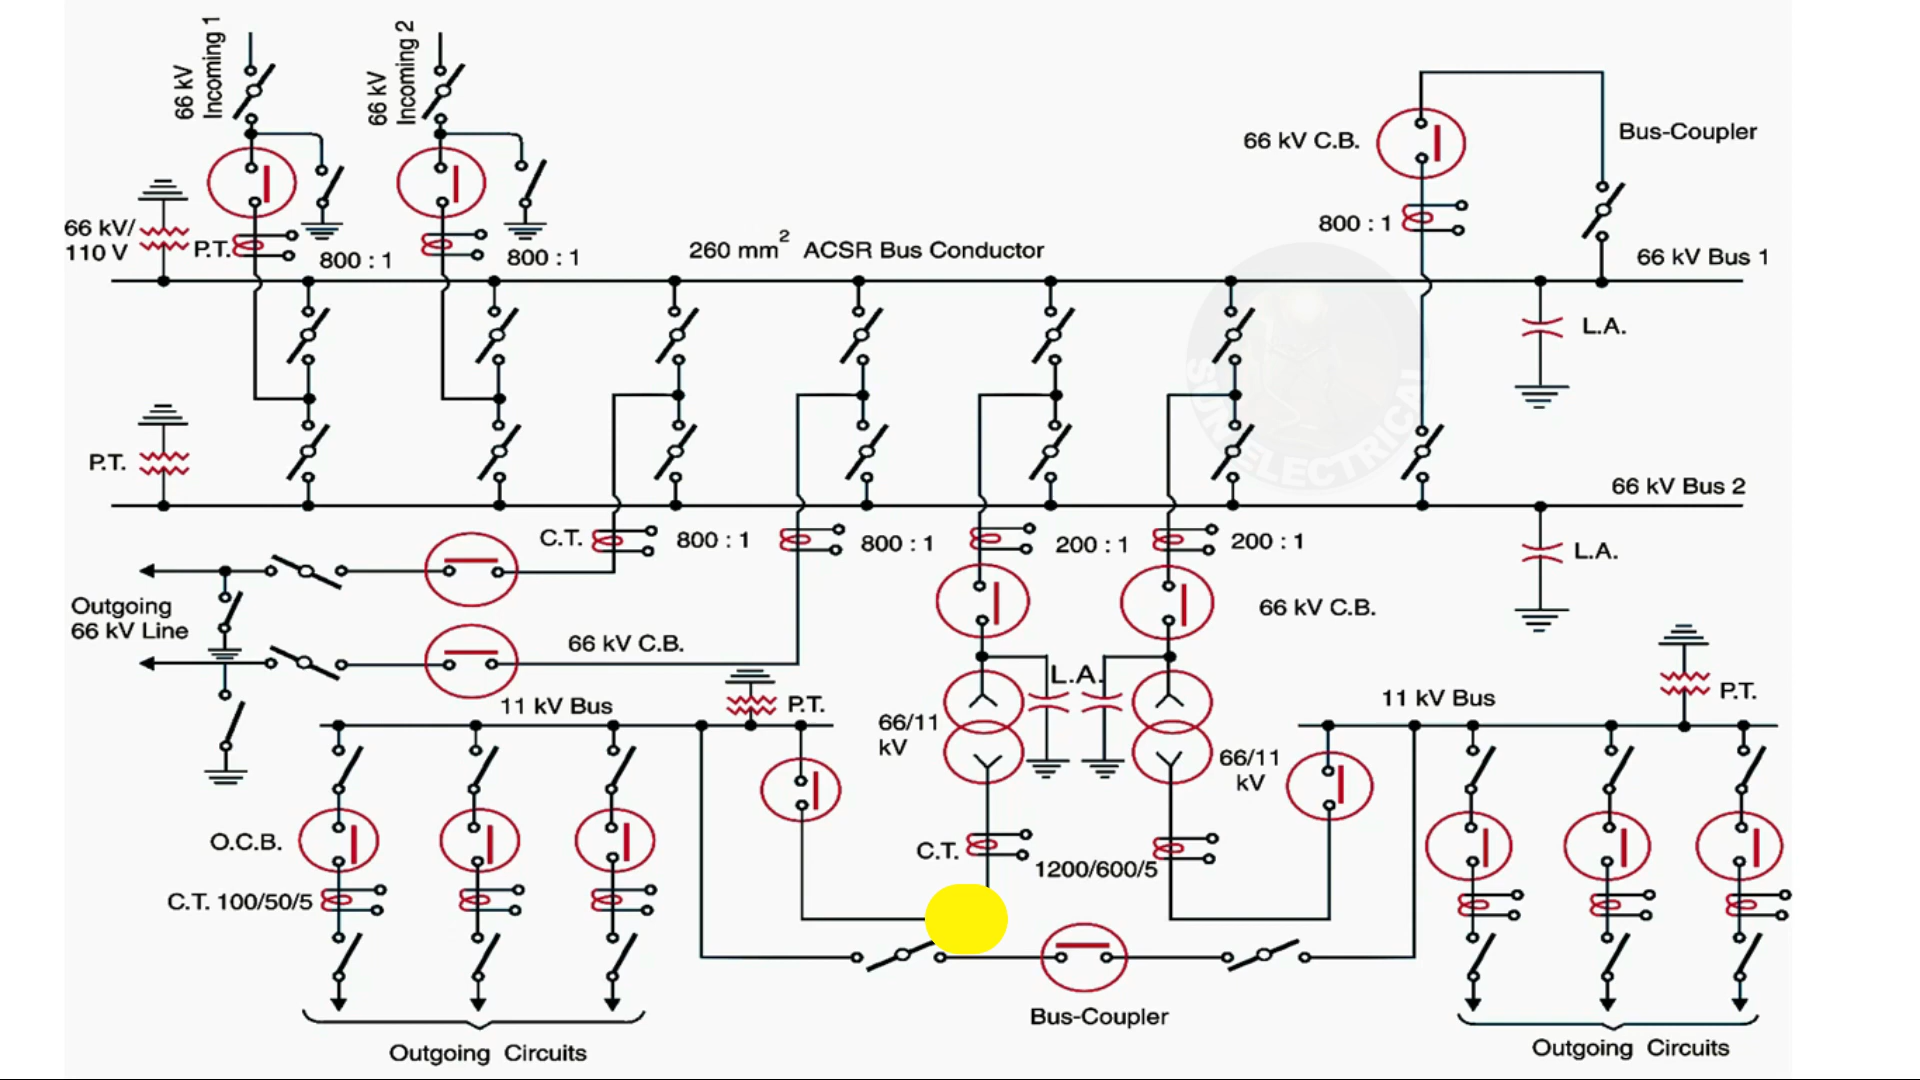 66 kV
Incoming 1
66 kV
Incoming 2
66 kV C.B.
Bus-Coupler
66 kV/
110 V
P.T.
800 : 1
800 : 1
260 mm2 ACSR Bus Conductor
800 : 1
66 kV Bus 1
L.A.
SUN ELECTRICAL
P.T.
66 kV Bus 2
C.T.
800 : 1
800 : 1
200 : 1
200 : 1
L.A.
Outgoing
66 kV Line
66 kV C.B.
66 kV C.B.
L.A.
11 kV Bus
P.T.
66/11
kV
66/11
kV
11 kV Bus
P.T.
O.C.B.
C.T.
1200/600/5
C.T. 100/50/5
Bus-Coupler
Outgoing Circuits
Outgoing Circuits